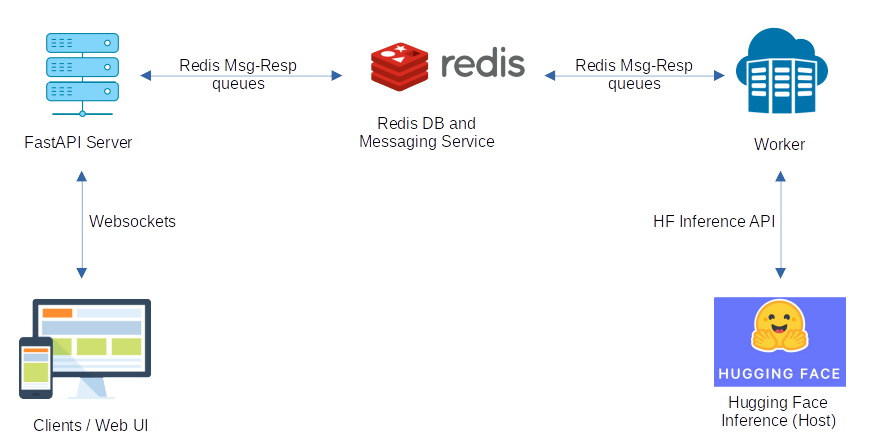 Redis Msg-Resp
queues
redis
Redis Msg-Resp
queues
FastAPI Server
Redis DB and
Messaging Service
Worker
Websockets
HF Inference API
HUGGING FACE
Clients / Web UI
Hugging Face
Inference (Host)